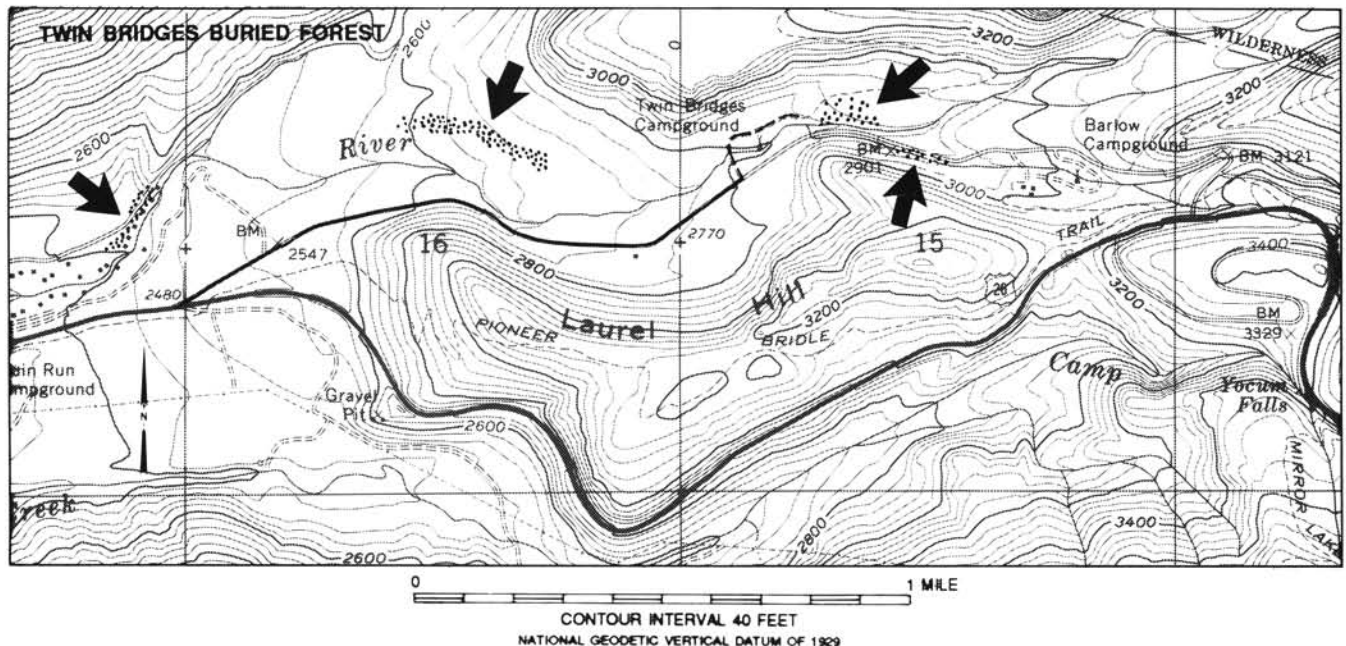 TWIN BRIDGES BURIED FOREST
2600
3200
WILDERNESS
3000
Twin Bridges
Campground
3200
2600
River
Barlow
Campground
BM
2901
BM 3121
3000
BM
2547
16
2770
15
TRAIL
3400
2480
2800
Hill
26
3200
Laurel
3200
PIONEER
BRIDLE
BM
3329
Camp
Yocum
Falls
Gravel
Pit
2600
N
MIRROR
LAKE
Creek
2600
2800
3400
0
1 MILE
CONTOUR INTERVAL 40 FEET
NATIONAL GEODETIC VERTICAL DATUM OF 1929